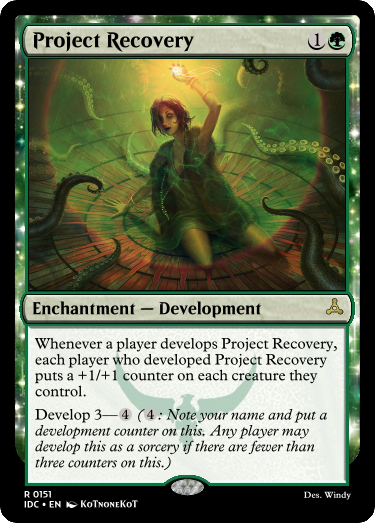 Project Recovery 1
Enchantment — Development
Whenever a player develops Project Recovery,
each player who developed Project Recovery
puts a +1/+1 counter on each creature they
control.
Develop 3—4 (4: Note your name and put a
development counter on this. Any player may
develop this as a sorcery if there are fewer than
three counters on this.)
R 0151
IDC • EN KoTnoneKoT
Des. Windy